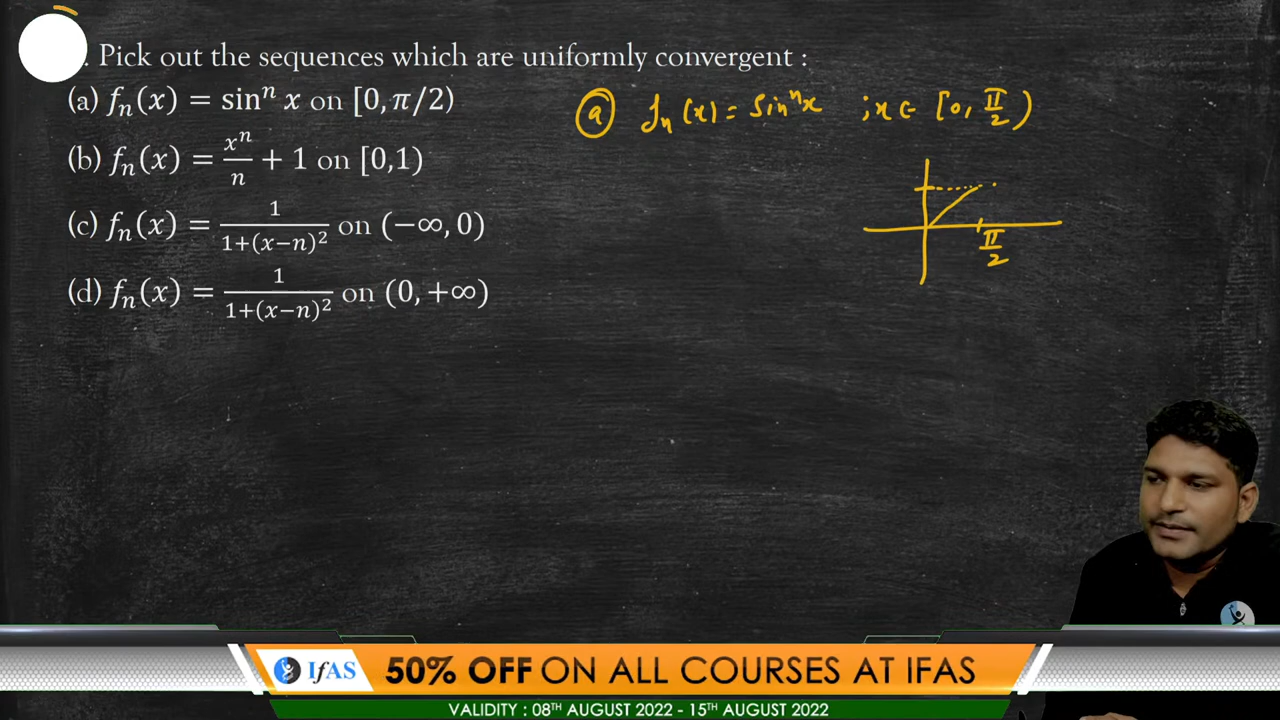 . Pick out the sequences which are uniformly convergent :
(a) fₙ(x) = sinⁿ x on [0, π/2)
(b) fₙ(x) = xⁿ/n + 1 on [0,1)
(c) fₙ(x) = 1/(1+(x−n)²) on (−∞, 0)
(d) fₙ(x) = 1/(1+(x−n)²) on (0, +∞)
(a) fₙ(x) = sinⁿx ; x ∈ [0, π/2)
π/2
IFAS 50% OFF ON ALL COURSES AT IFAS
VALIDITY : 08TH AUGUST 2022 - 15TH AUGUST 2022